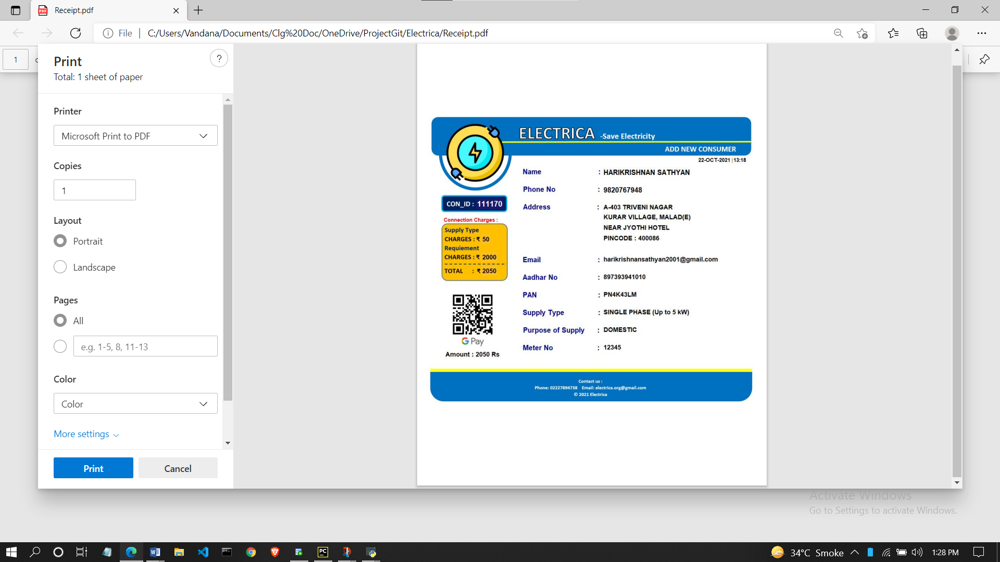 Receipt.pdf
File
C:/Users/Vandana/Documents/Clg%20Doc/OneDrive/ProjectGit/Electrica/Receipt.pdf
1
Print
?
Total: 1 sheet of paper
Printer
Microsoft Print to PDF
Copies
1
Layout
Portrait
Landscape
Pages
All
e.g. 1-5, 8, 11-13
Color
Color
More settings
Print Cancel
ELECTRICA -Save Electricity
ADD NEW CONSUMER
22-OCT-2021 | 13:18
CON_ID : 111170
Connection Charges :
Supply Type
CHARGES : ₹ 50
Requiement
CHARGES : ₹ 2000
TOTAL : ₹ 2050
G Pay
Amount : 2050 Rs
Name : HARIKRISHNAN SATHYAN
Phone No : 9820767948
Address : A-403 TRIVENI NAGAR
KURAR VILLAGE, MALAD(E)
NEAR JYOTHI HOTEL
PINCODE : 400086
Email : harikrishnansathyan2001@gmail.com
Aadhar No : 897393941010
PAN : PN4K43LM
Supply Type : SINGLE PHASE (Up to 5 kW)
Purpose of Supply : DOMESTIC
Meter No : 12345
Contact us :
Phone: 02227894738 Email: electrica.org@gmail.com
© 2021 Electrica
Activate Windows
Go to Settings to activate Windows.
34°C Smoke
1:28 PM